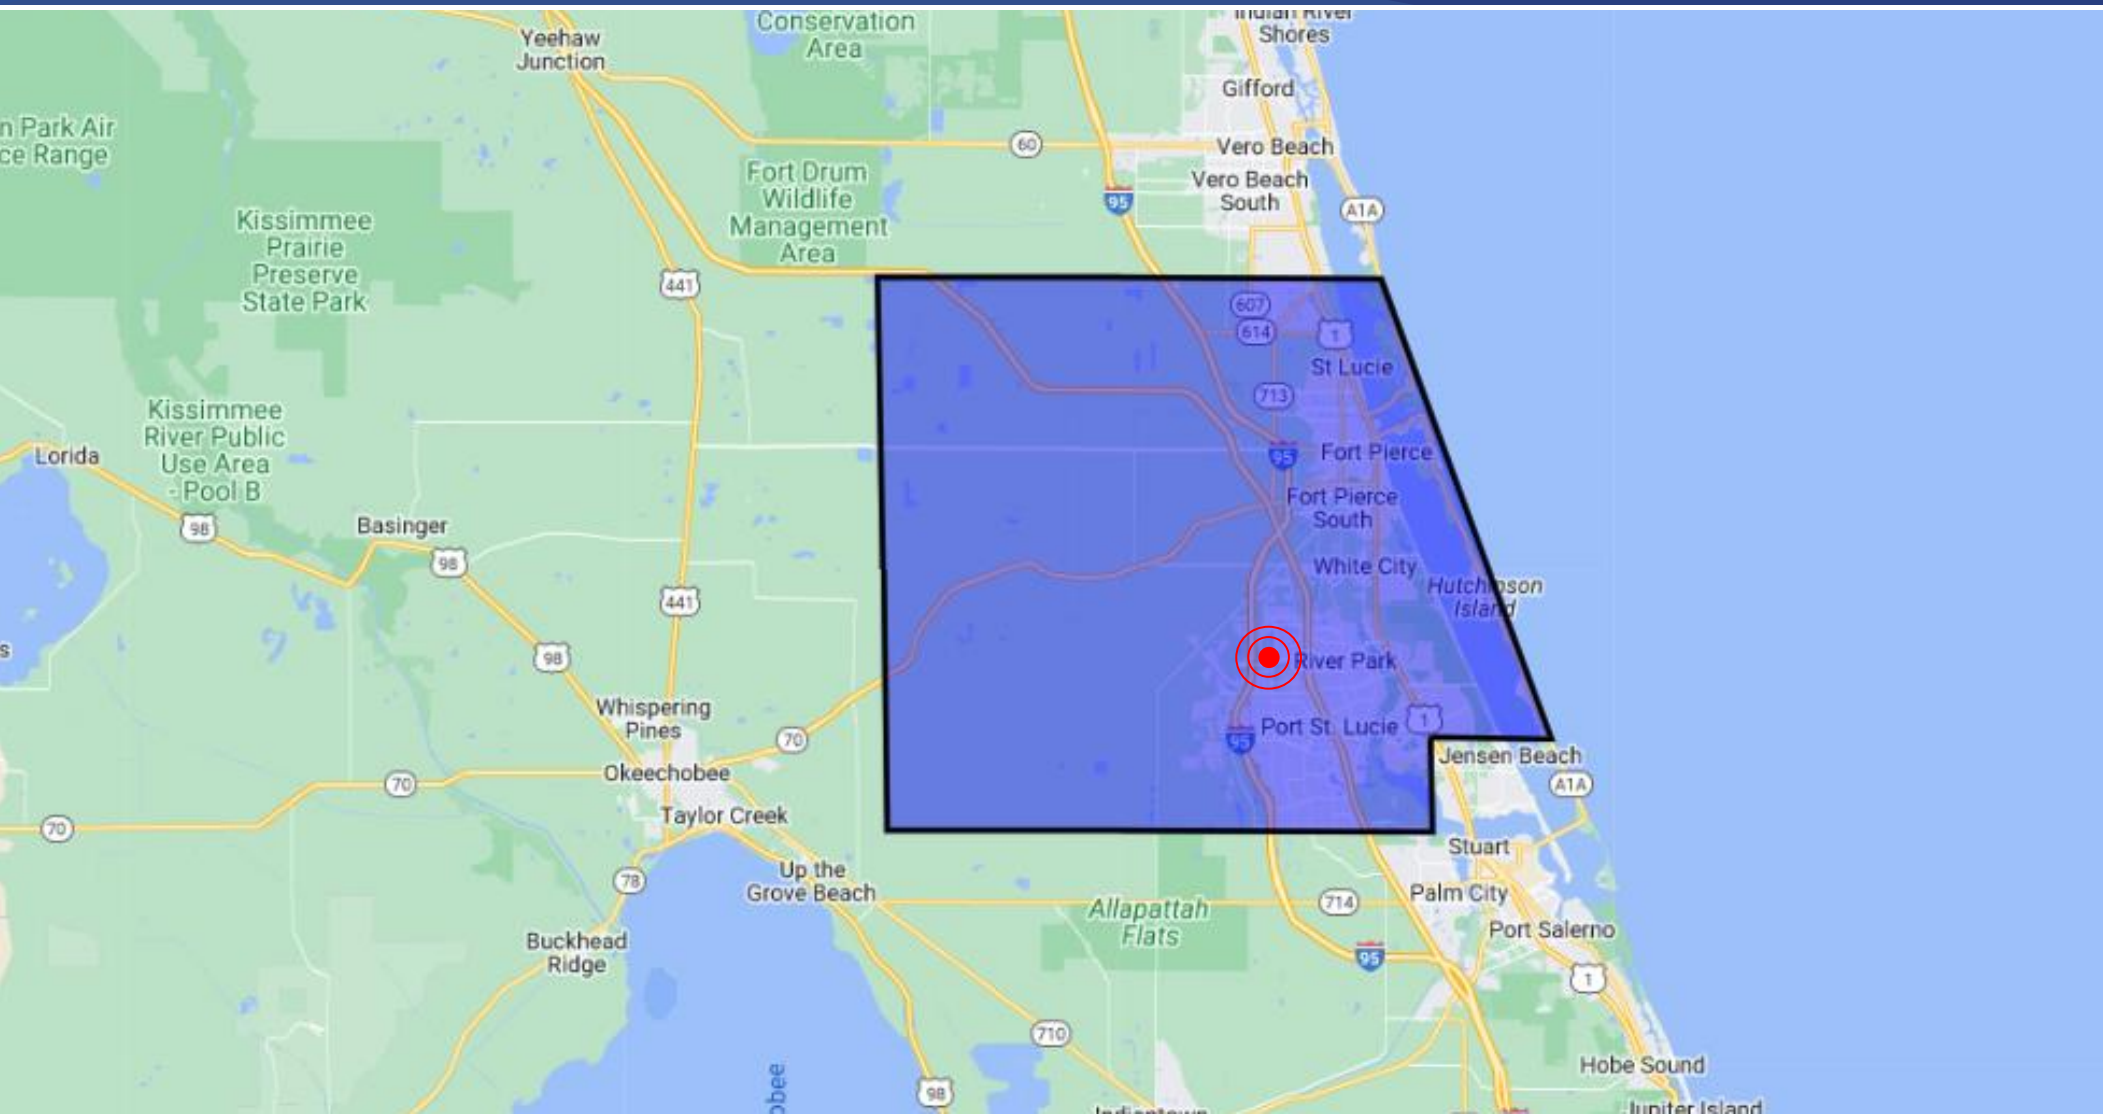 Conservation
Area
Indian River
Shores
Yeehaw
Junction
Gifford
n Park Air
ce Range
60
Vero Beach
Fort Drum
Wildlife
Management
Area
Vero Beach
South
95
A1A
Kissimmee
Prairie
Preserve
State Park
441
607
614
1
St Lucie
713
Kissimmee
River Public
Use Area
- Pool B
Lorida
95
Fort Pierce
Fort Pierce
South
98
Basinger
98
White City
Hutchinson
Island
441
s
98
River Park
Whispering
Pines
Port St. Lucie
1
70
95
Jensen Beach
Okeechobee
70
A1A
Taylor Creek
70
Stuart
78
Up the
Grove Beach
714
Palm City
Allapattah
Flats
Port Salerno
Buckhead
Ridge
95
1
710
Hobe Sound
obee
98
Indiantown
Jupiter Island